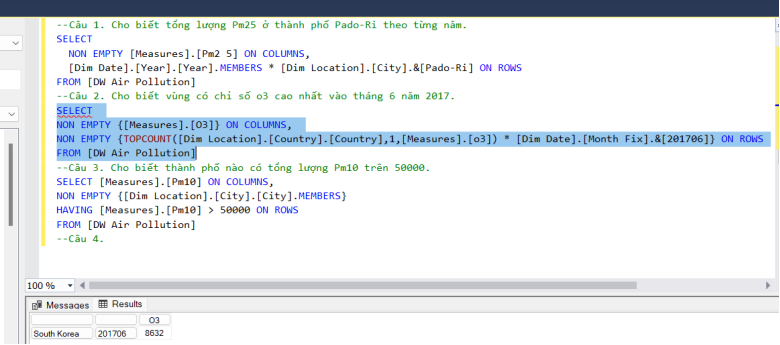 --Câu 1. Cho biết tổng lượng Pm25 ở thành phố Pado-Ri theo từng năm.
SELECT
NON EMPTY [Measures].[Pm2 5] ON COLUMNS,
[Dim Date].[Year].[Year].MEMBERS * [Dim Location].[City].&[Pado-Ri] ON ROWS
FROM [DW Air Pollution]
--Câu 2. Cho biết vùng có chỉ số o3 cao nhất vào tháng 6 năm 2017.
SELECT
NON EMPTY {[Measures].[O3]} ON COLUMNS,
NON EMPTY {TOPCOUNT([Dim Location].[Country].[Country],1,[Measures].[o3]) * [Dim Date].[Month Fix].&[201706]} ON ROWS
FROM [DW Air Pollution]
--Câu 3. Cho biết thành phố nào có tổng lượng Pm10 trên 50000.
SELECT [Measures].[Pm10] ON COLUMNS,
NON EMPTY {[Dim Location].[City].[City].MEMBERS}
HAVING [Measures].[Pm10] > 50000 ON ROWS
FROM [DW Air Pollution]
--Câu 4.
100 %
Messages Results
O3
South Korea 201706 8632